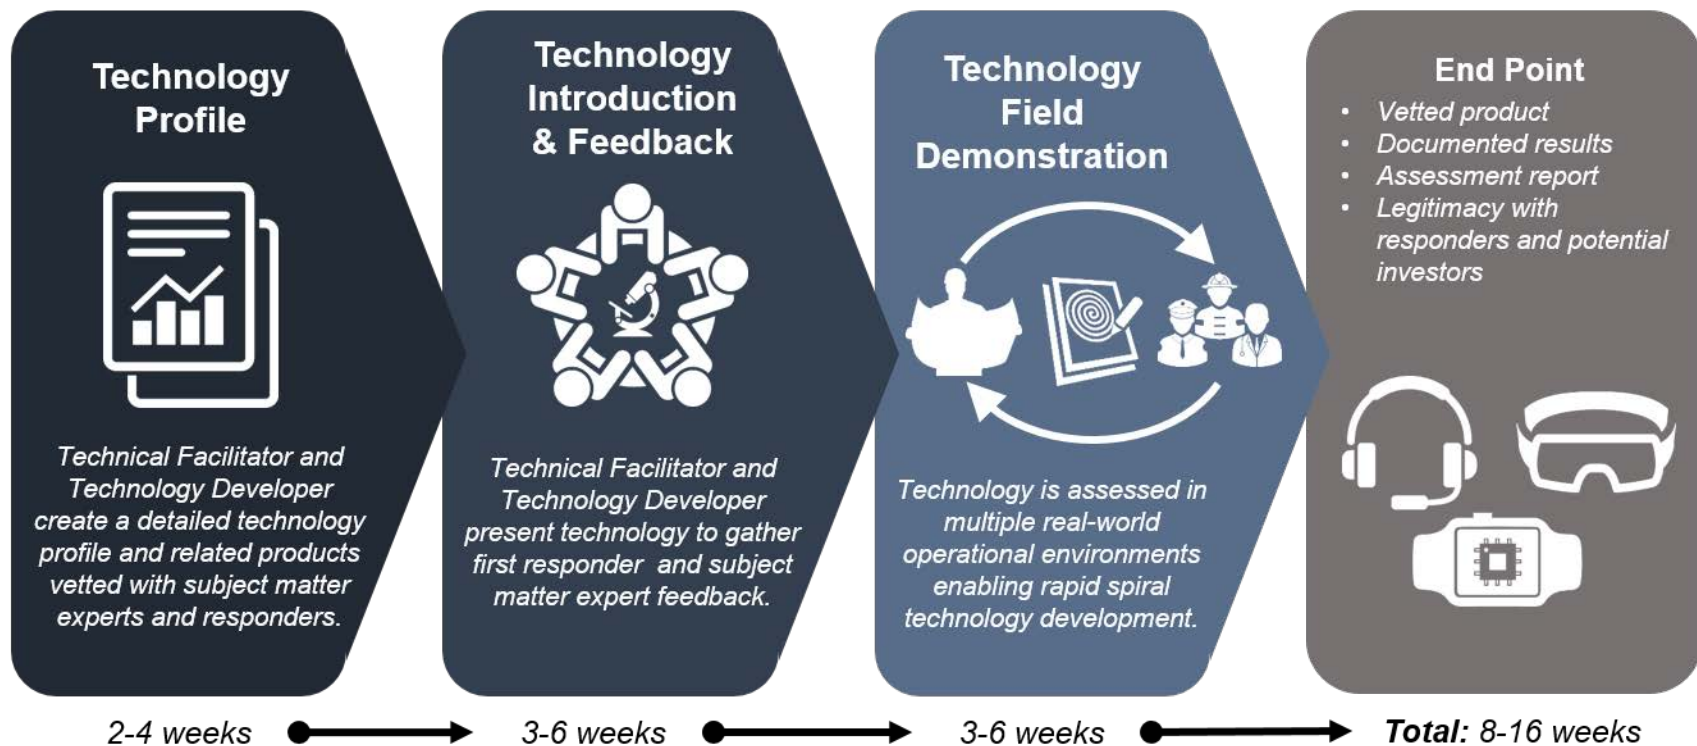 Technology
Profile
Technical Facilitator and
Technology Developer
create a detailed technology
profile and related products
vetted with subject matter
experts and responders.
Technology
Introduction
& Feedback
Technical Facilitator and
Technology Developer
present technology to gather
first responder  and subject
matter expert feedback.
Technology
Field
Demonstration
Technology is assessed in
multiple real-world
operational environments
enabling rapid spiral
technology development.
End Point
• Vetted product
• Documented results
• Assessment report
• Legitimacy with
responders and potential
investors
2-4 weeks
3-6 weeks
3-6 weeks
Total: 8-16 weeks